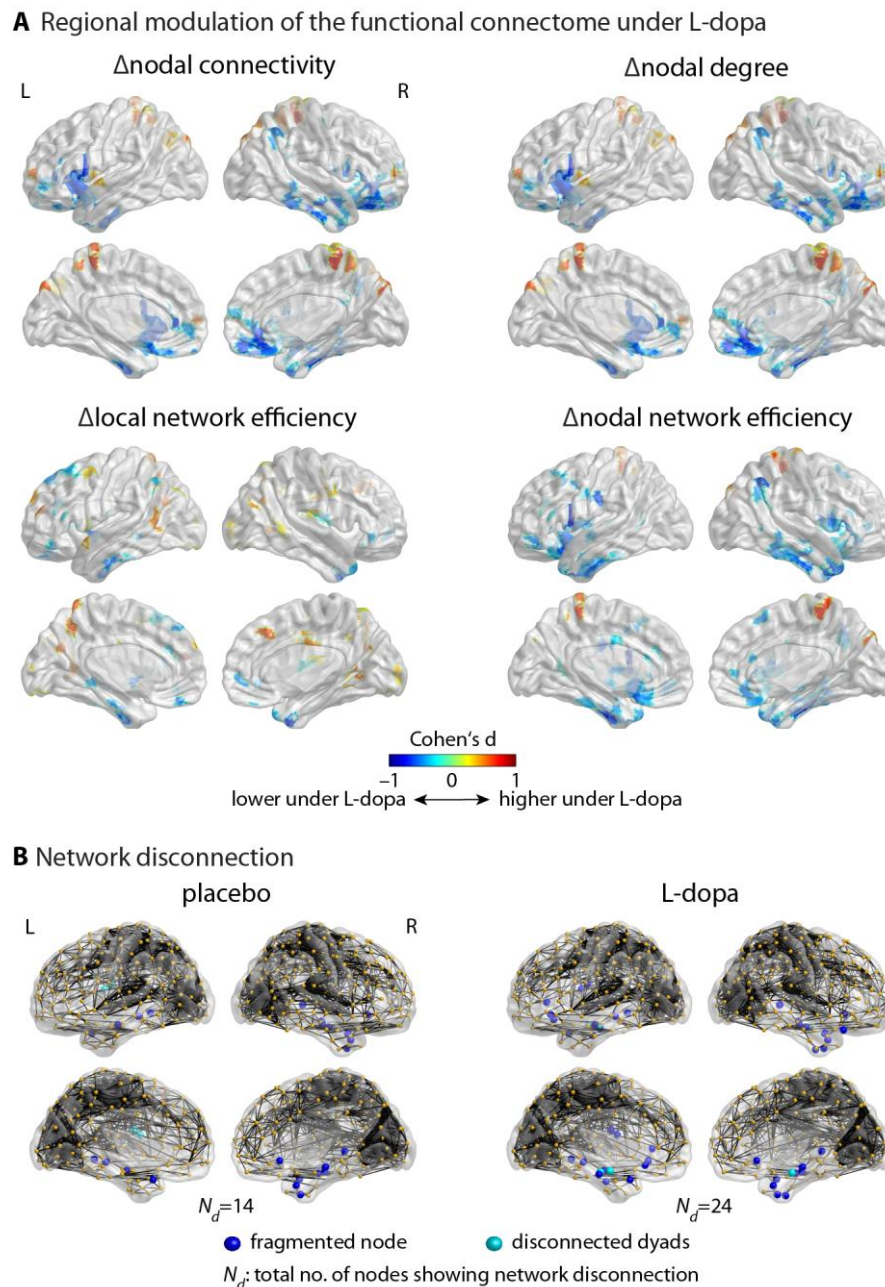 A Regional modulation of the functional connectome under L-dopa
Δnodal connectivity
Δnodal degree
L
R
Δlocal network efficiency
Δnodal network efficiency
Cohen‘s d
−1 0 1
lower under L-dopa ⟷ higher under L-dopa
B Network disconnection
placebo
L-dopa
L
R
N_d=14
N_d=24
fragmented node
disconnected dyads
N_d: total no. of nodes showing network disconnection